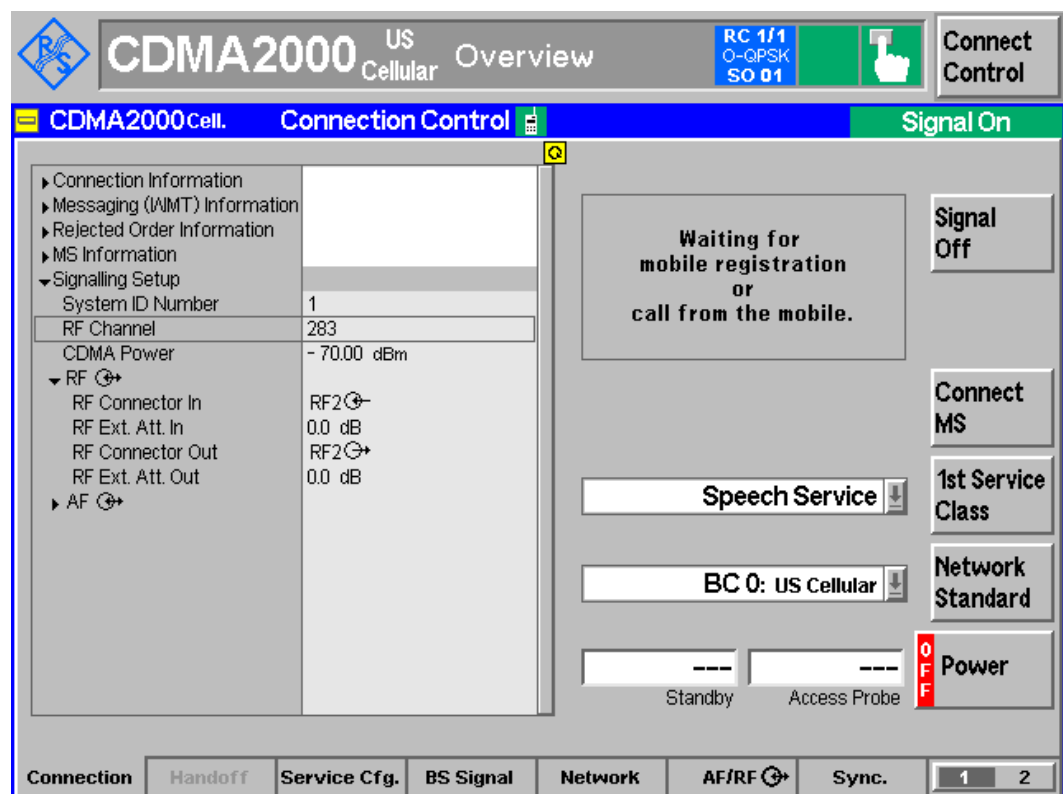 R&S
CDMA2000 US Cellular Overview
RC 1/1
O-QPSK
SO 01
Connect Control
CDMA2000 Cell. Connection Control
Signal On
Connection Information
Messaging (WMT) Information
Rejected Order Information
MS Information
Signalling Setup
System ID Number 1
RF Channel 283
CDMA Power - 70.00 dBm
RF
RF Connector In RF2
RF Ext. Att. In 0.0 dB
RF Connector Out RF2
RF Ext. Att. Out 0.0 dB
AF
Waiting for
mobile registration
or
call from the mobile.
Signal Off
Connect MS
Speech Service
1st Service Class
BC 0: US Cellular
Network Standard
--- ---
Standby Access Probe
OFF Power
Connection Handoff Service Cfg. BS Signal Network AF/RF Sync. 1 2